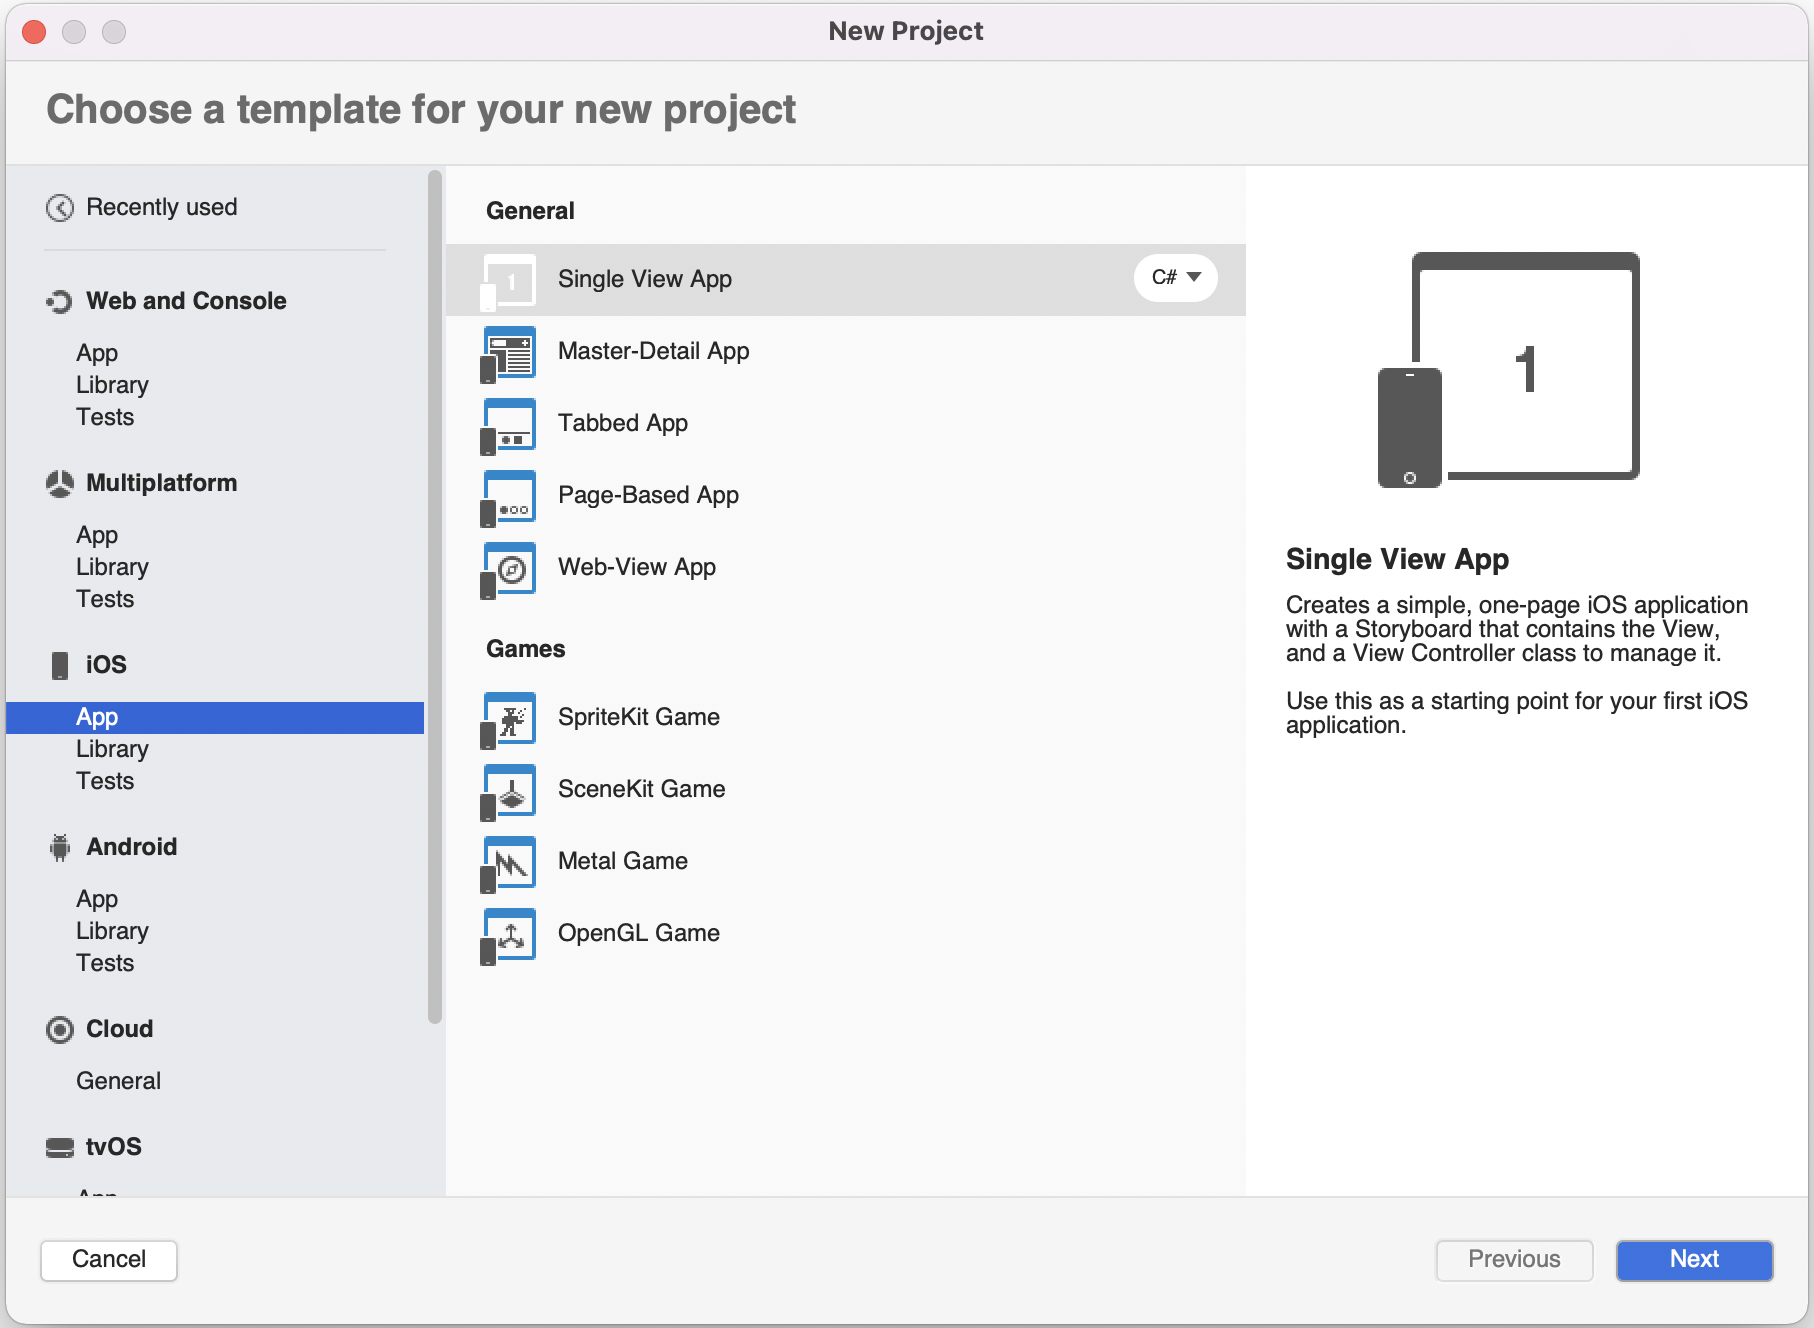 New Project
Choose a template for your new project
Recently used
Web and Console
App
Library
Tests
Multiplatform
App
Library
Tests
iOS
App
Library
Tests
Android
App
Library
Tests
Cloud
General
tvOS
App
General
1
Single View App
C#
Master-Detail App
Tabbed App
Page-Based App
Web-View App
Games
SpriteKit Game
SceneKit Game
Metal Game
OpenGL Game
1
Single View App
Creates a simple, one-page iOS application
with a Storyboard that contains the View,
and a View Controller class to manage it.
Use this as a starting point for your first iOS
application.
Cancel
Previous
Next